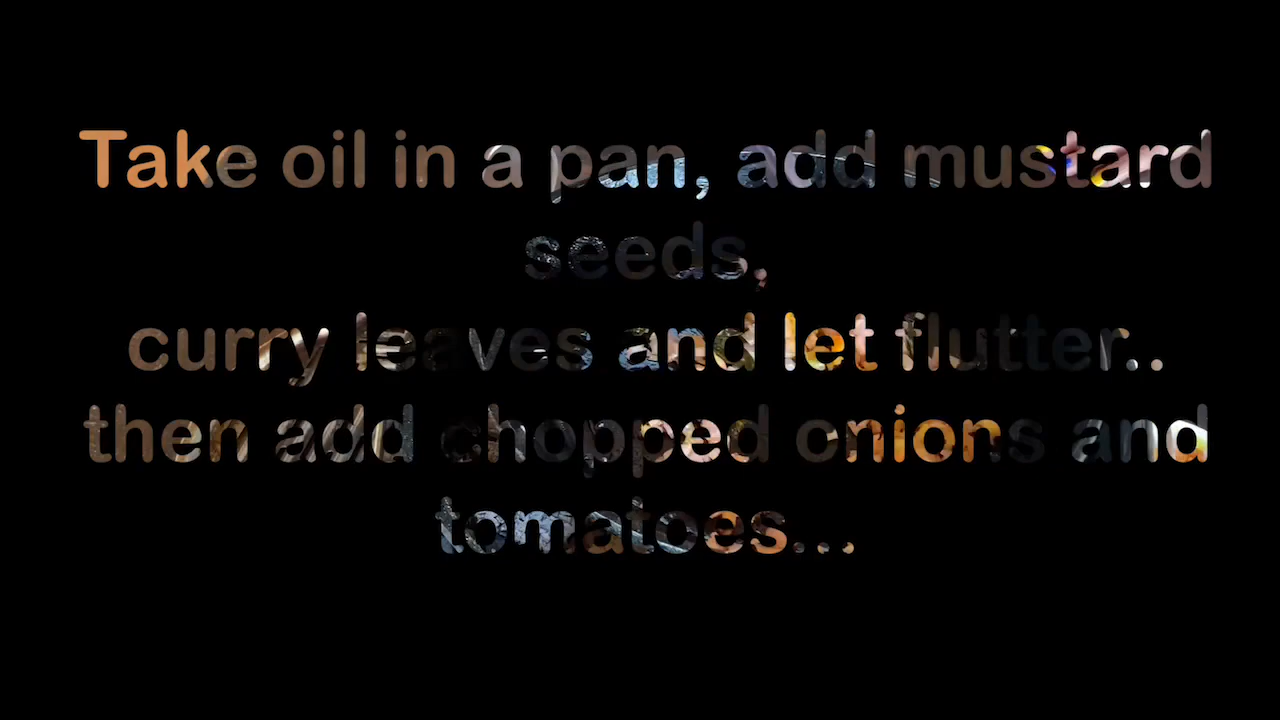 Take oil in a pan, add mustard
seeds,
curry leaves and let flutter..
then add chopped onions and
tomatoes...